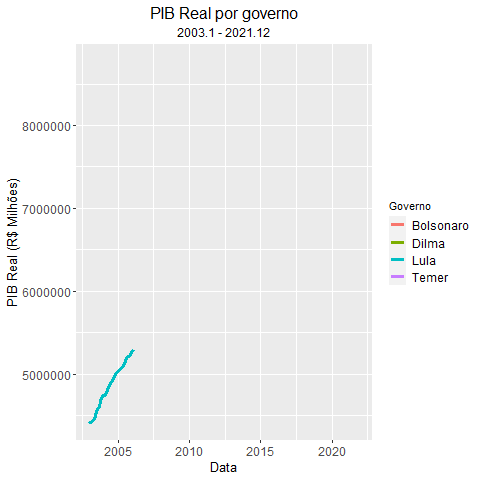 PIB Real por governo
2003.1 - 2021.12
PIB Real (R$ Milhões)
8000000
7000000
6000000
5000000
2005
2010
2015
2020
Data
Governo
Bolsonaro
Dilma
Lula
Temer